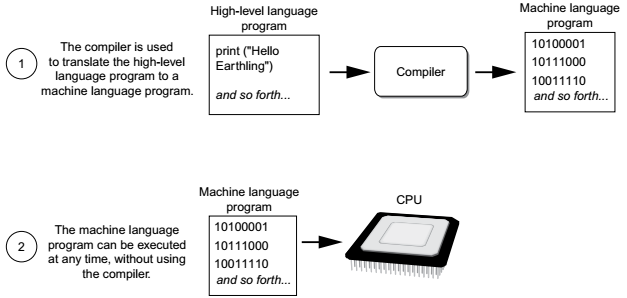 1
The compiler is used
to translate the high-level
language program to a
machine language program.
High-level language
program
print ("Hello
Earthling")
and so forth...
Compiler
Machine language
program
10100001
10111000
10011110
and so forth...
2
The machine language
program can be executed
at any time, without using
the compiler.
Machine language
program
10100001
10111000
10011110
and so forth...
CPU